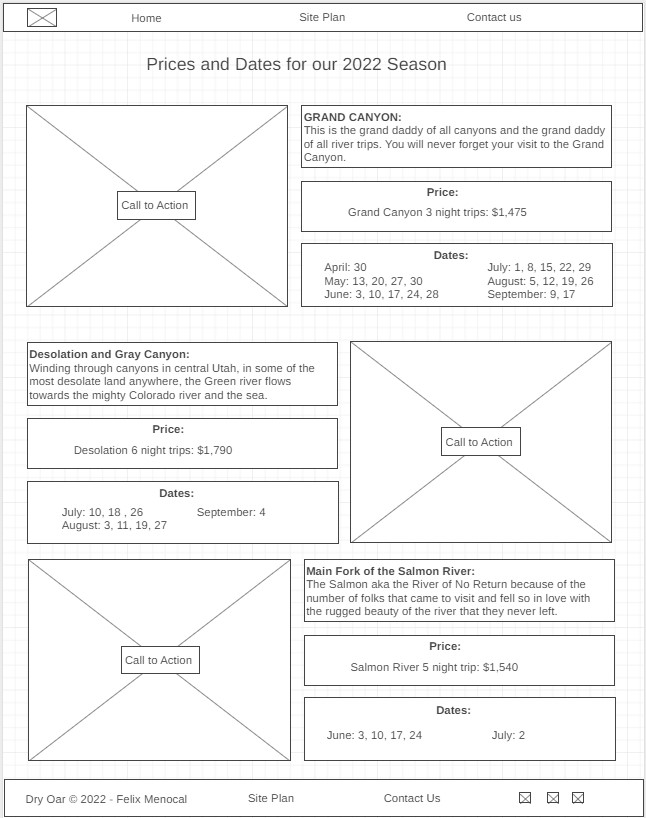 Home Site Plan Contact us
Prices and Dates for our 2022 Season
Call to Action
GRAND CANYON:
This is the grand daddy of all canyons and the grand daddy
of all river trips. You will never forget your visit to the Grand
Canyon.
Price:
Grand Canyon 3 night trips: $1,475
Dates:
April: 30 July: 1, 8, 15, 22, 29
May: 13, 20, 27, 30 August: 5, 12, 19, 26
June: 3, 10, 17, 24, 28 September: 9, 17
Desolation and Gray Canyon:
Winding through canyons in central Utah, in some of the
most desolate land anywhere, the Green river flows
towards the mighty Colorado river and the sea.
Price:
Desolation 6 night trips: $1,790
Dates:
July: 10, 18 , 26 September: 4
August: 3, 11, 19, 27
Call to Action
Call to Action
Main Fork of the Salmon River:
The Salmon aka the River of No Return because of the
number of folks that came to visit and fell so in love with
the rugged beauty of the river that they never left.
Price:
Salmon River 5 night trip: $1,540
Dates:
June: 3, 10, 17, 24 July: 2
Dry Oar © 2022 - Felix Menocal Site Plan Contact Us